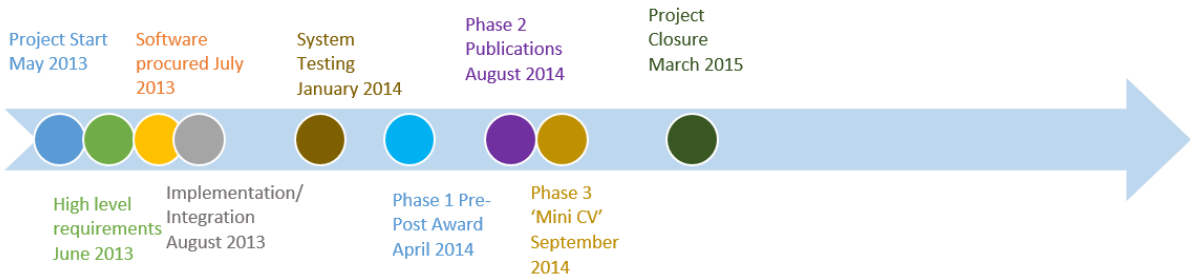 Project Start
May 2013
Software
procured July
2013
System
Testing
January 2014
Phase 2
Publications
August 2014
Project
Closure
March 2015
High level
requirements
June 2013
Implementation/
Integration
August 2013
Phase 1 Pre-
Post Award
April 2014
Phase 3
‘Mini CV’
September
2014